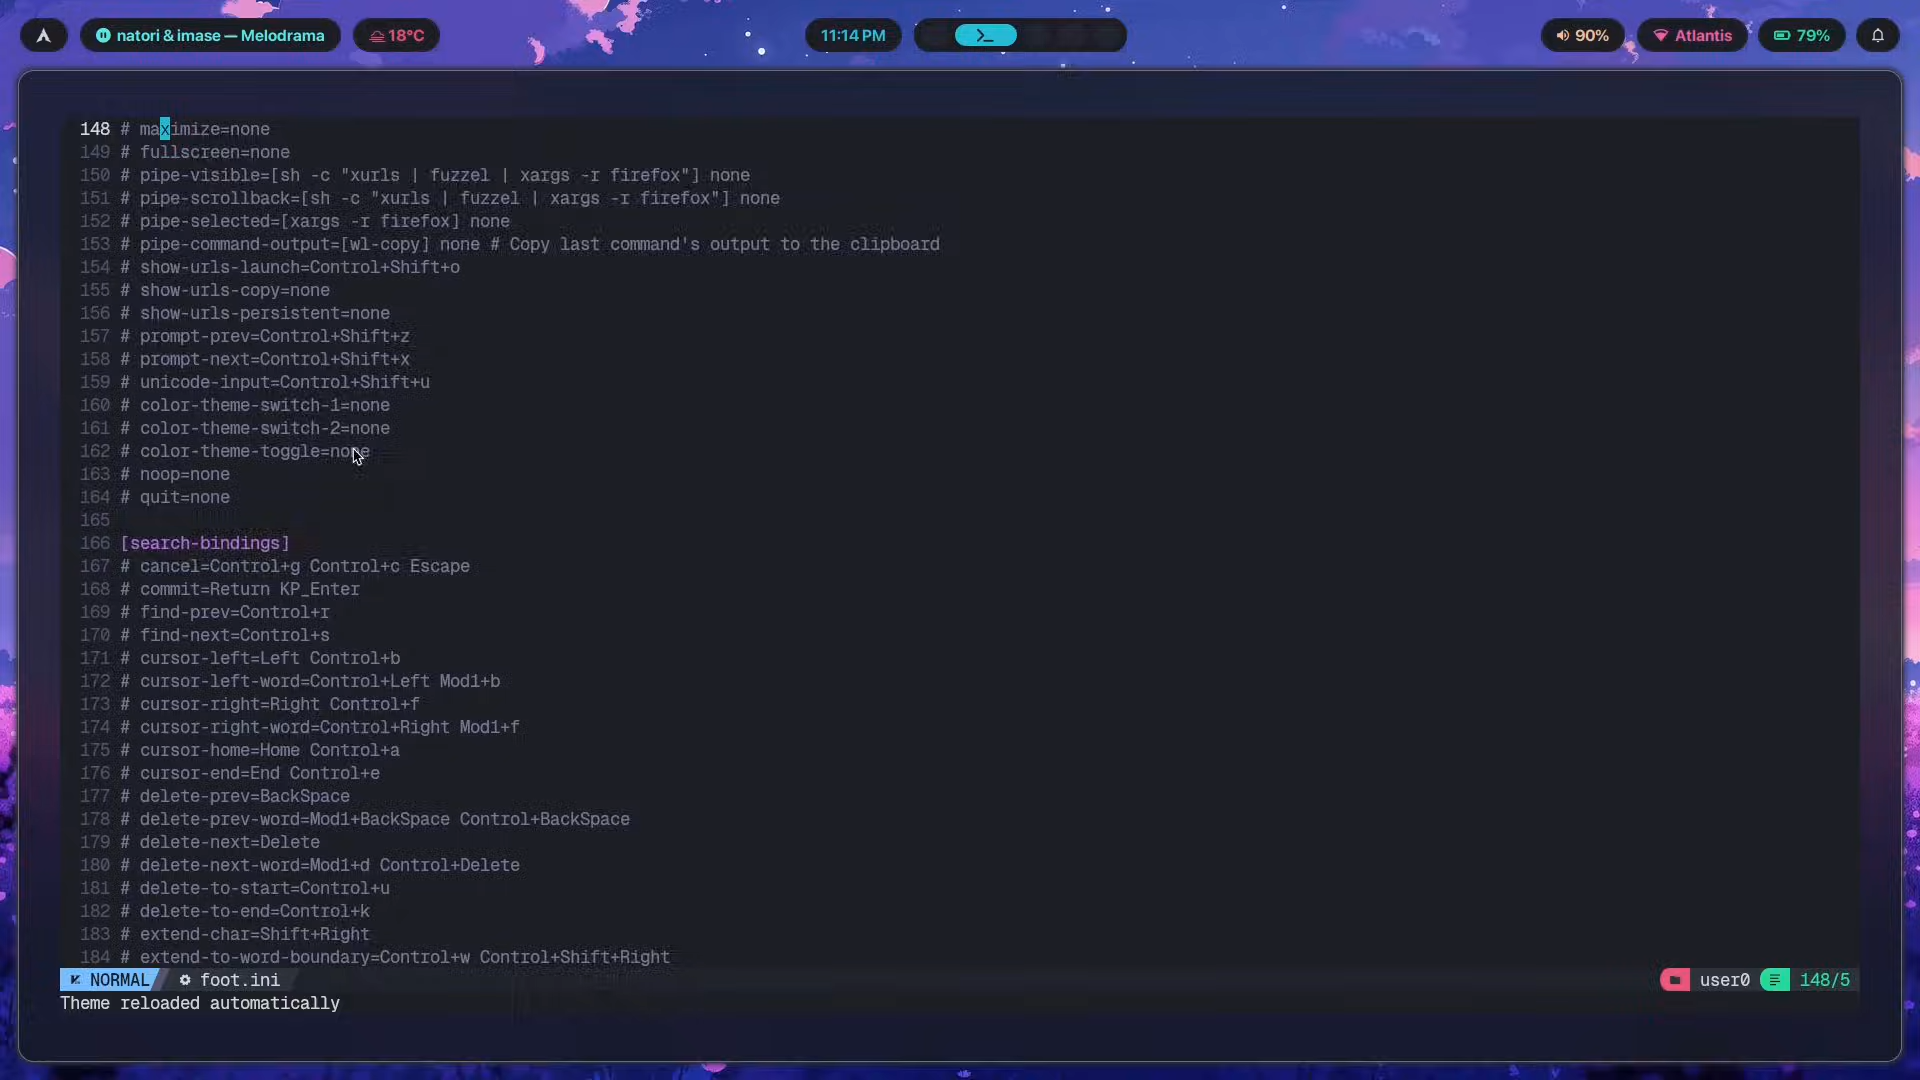 natori & imase — Melodrama
18°C
11:14 PM
90%
Atlantis
79%
148 # maximize=none
149 # fullscreen=none
150 # pipe-visible=[sh -c "xurls | fuzzel | xargs -r firefox"] none
151 # pipe-scrollback=[sh -c "xurls | fuzzel | xargs -r firefox"] none
152 # pipe-selected=[xargs -r firefox] none
153 # pipe-command-output=[wl-copy] none # Copy last command's output to the clipboard
154 # show-urls-launch=Control+Shift+o
155 # show-urls-copy=none
156 # show-urls-persistent=none
157 # prompt-prev=Control+Shift+z
158 # prompt-next=Control+Shift+x
159 # unicode-input=Control+Shift+u
160 # color-theme-switch-1=none
161 # color-theme-switch-2=none
162 # color-theme-toggle=none
163 # noop=none
164 # quit=none
165
166 [search-bindings]
167 # cancel=Control+g Control+c Escape
168 # commit=Return KP_Enter
169 # find-prev=Control+r
170 # find-next=Control+s
171 # cursor-left=Left Control+b
172 # cursor-left-word=Control+Left Mod1+b
173 # cursor-right=Right Control+f
174 # cursor-right-word=Control+Right Mod1+f
175 # cursor-home=Home Control+a
176 # cursor-end=End Control+e
177 # delete-prev=BackSpace
178 # delete-prev-word=Mod1+BackSpace Control+BackSpace
179 # delete-next=Delete
180 # delete-next-word=Mod1+d Control+Delete
181 # delete-to-start=Control+u
182 # delete-to-end=Control+k
183 # extend-char=Shift+Right
184 # extend-to-word-boundary=Control+w Control+Shift+Right
NORMAL foot.ini user0 148/5
Theme reloaded automatically